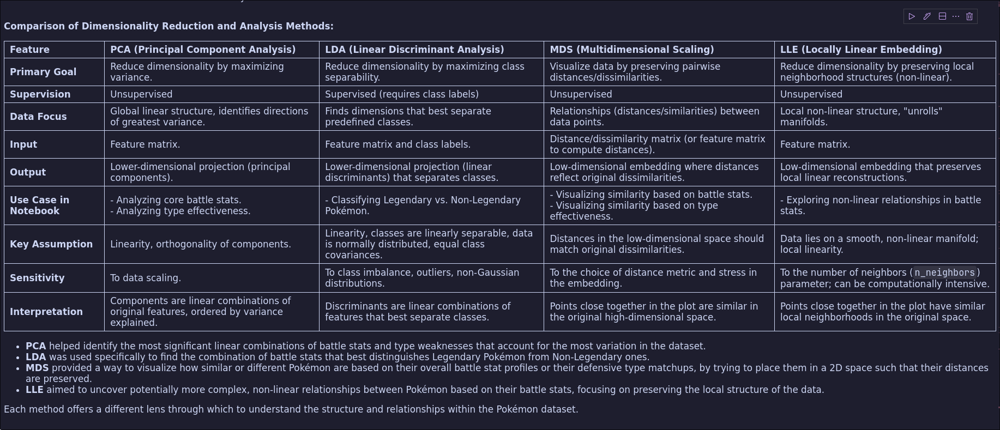 Comparison of Dimensionality Reduction and Analysis Methods:
Feature
PCA (Principal Component Analysis)
LDA (Linear Discriminant Analysis)
MDS (Multidimensional Scaling)
LLE (Locally Linear Embedding)
Primary Goal
Reduce dimensionality by maximizing
variance.
Reduce dimensionality by maximizing class
separability.
Visualize data by preserving pairwise
distances/dissimilarities.
Reduce dimensionality by preserving local
neighborhood structures (non-linear).
Supervision
Unsupervised
Supervised (requires class labels)
Unsupervised
Unsupervised
Data Focus
Global linear structure, identifies directions
of greatest variance.
Finds dimensions that best separate
predefined classes.
Relationships (distances/similarities) between
data points.
Local non-linear structure, "unrolls"
manifolds.
Input
Feature matrix.
Feature matrix and class labels.
Distance/dissimilarity matrix (or feature matrix
to compute distances).
Feature matrix.
Output
Lower-dimensional projection (principal
components).
Lower-dimensional projection (linear
discriminants) that separates classes.
Low-dimensional embedding where distances
reflect original dissimilarities.
Low-dimensional embedding that preserves
local linear reconstructions.
Use Case in
Notebook
- Analyzing core battle stats.
- Analyzing type effectiveness.
- Classifying Legendary vs. Non-Legendary
Pokémon.
- Visualizing similarity based on battle stats.
- Visualizing similarity based on type
effectiveness.
- Exploring non-linear relationships in battle
stats.
Key Assumption
Linearity, orthogonality of components.
Linearity, classes are linearly separable, data
is normally distributed, equal class
covariances.
Distances in the low-dimensional space should
match original dissimilarities.
Data lies on a smooth, non-linear manifold;
local linearity.
Sensitivity
To data scaling.
To class imbalance, outliers, non-Gaussian
distributions.
To the choice of distance metric and stress in
the embedding.
To the number of neighbors (n_neighbors)
parameter; can be computationally intensive.
Interpretation
Components are linear combinations of
original features, ordered by variance
explained.
Discriminants are linear combinations of
features that best separate classes.
Points close together in the plot are similar in
the original high-dimensional space.
Points close together in the plot have similar
local neighborhoods in the original space.
• PCA helped identify the most significant linear combinations of battle stats and type weaknesses that account for the most variation in the dataset.
• LDA was used specifically to find the combination of battle stats that best distinguishes Legendary Pokémon from Non-Legendary ones.
• MDS provided a way to visualize how similar or different Pokémon are based on their overall battle stat profiles or their defensive type matchups, by trying to place them in a 2D space such that their distances
are preserved.
• LLE aimed to uncover potentially more complex, non-linear relationships between Pokémon based on their battle stats, focusing on preserving the local structure of the data.
Each method offers a different lens through which to understand the structure and relationships within the Pokémon dataset.